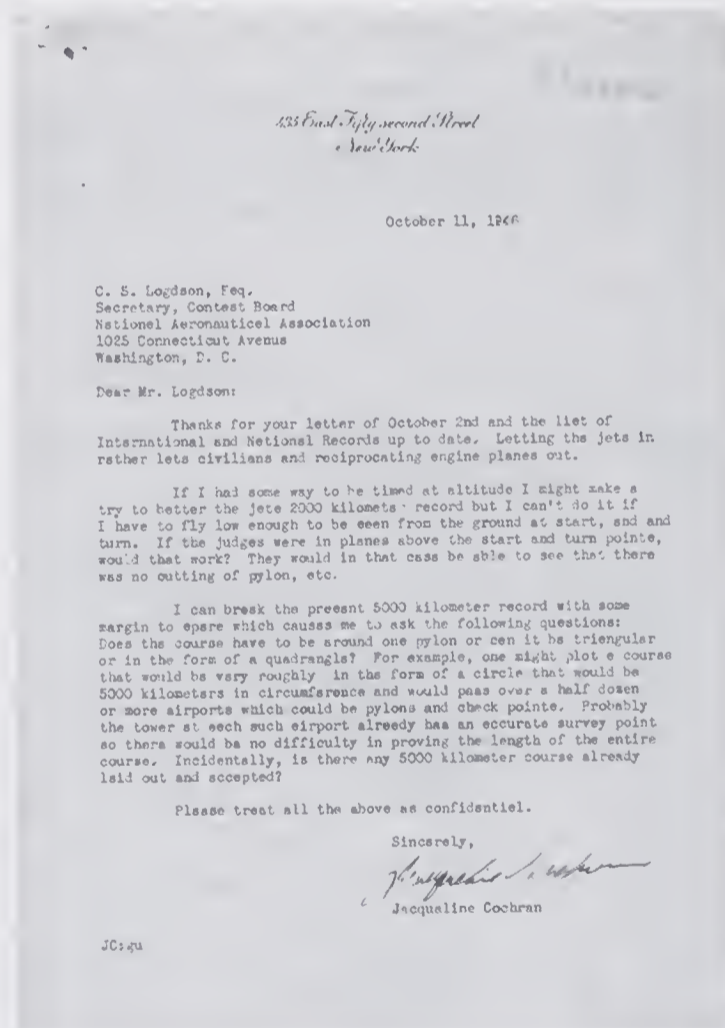 435 East Fifty second Street
New York
October 11, 1946
C. S. Logdson, Esq.
Secretary, Contest Board
National Aeronautical Association
1025 Connecticut Avenue
Washington, D. C.
Dear Mr. Logdson:
Thanks for your letter of October 2nd and the list of
International and National Records up to date. Letting the jets in
rather lets civilians and reciprocating engine planes out.
If I had some way to be timed at altitude I might make a
try to better the jets 2000 kilometer record but I can't do it if
I have to fly low enough to be seen from the ground at start, and and
turn. If the judges were in planes above the start and turn points,
would that work? They would in that case be able to see that there
was no cutting of pylon, etc.
I can break the present 5000 kilometer record with some
margin to spare which causes me to ask the following questions:
Does the course have to be around one pylon or can it be triangular
or in the form of a quadrangle? For example, one might plot a course
that would be very roughly in the form of a circle that would be
5000 kilometers in circumference and would pass over a half dozen
or more airports which could be pylons and check points. Probably
the tower at each such airport already has an accurate survey point
so there would be no difficulty in proving the length of the entire
course. Incidentally, is there any 5000 kilometer course already
laid out and accepted?
Please treat all the above as confidential.
Sincerely,
Jacqueline Cochran
Jacqueline Cochran
JC:gu